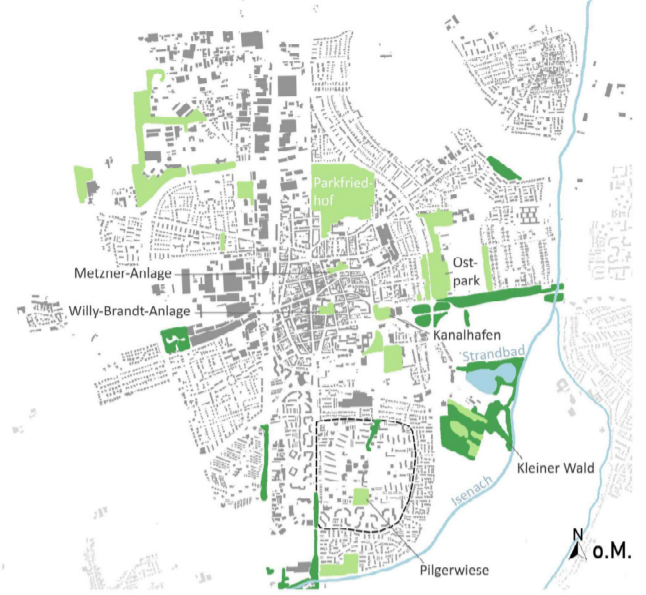 Parkfried-
hof
Metzner-Anlage
Ost-
park
Willy-Brandt-Anlage
Kanalhafen
Strandbad
Kleiner Wald
Isenach
N
o.M.
Pilgerwiese